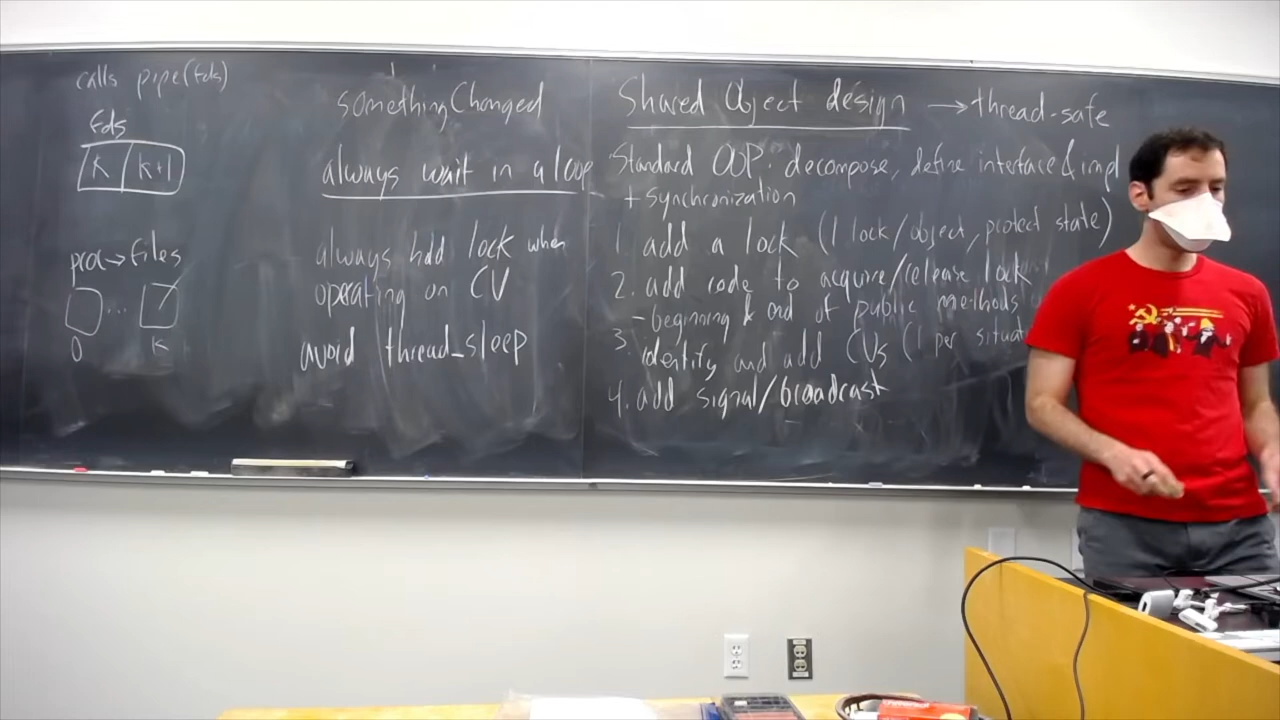 calls pipe(fds)
fds
k k+1
proc→files
0 ... k
somethingChanged
always wait in a loop
always hold lock when
operating on CV
avoid thread_sleep
Shared Object design → thread-safe
Standard OOP: decompose, define interface & impl
+ synchronization
1 add a lock (1 lock/object, protect state)
2. add code to acquire/release lock
- beginning & end of public methods
3. identify and add CVs (1 per
4. add signal/broadcast